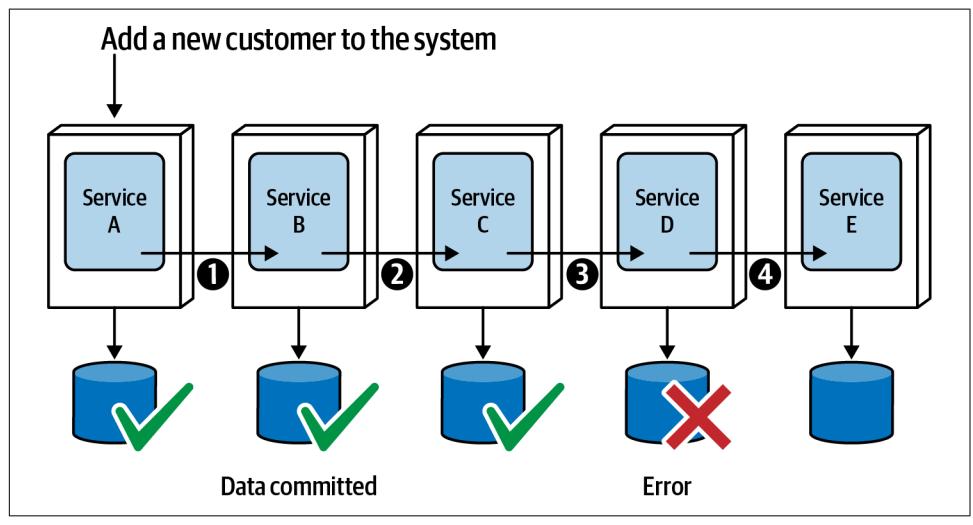 Add a new customer to the system
Service
A
Service
B
Service
C
Service
D
Service
E
1
2
3
4
Data committed
Error